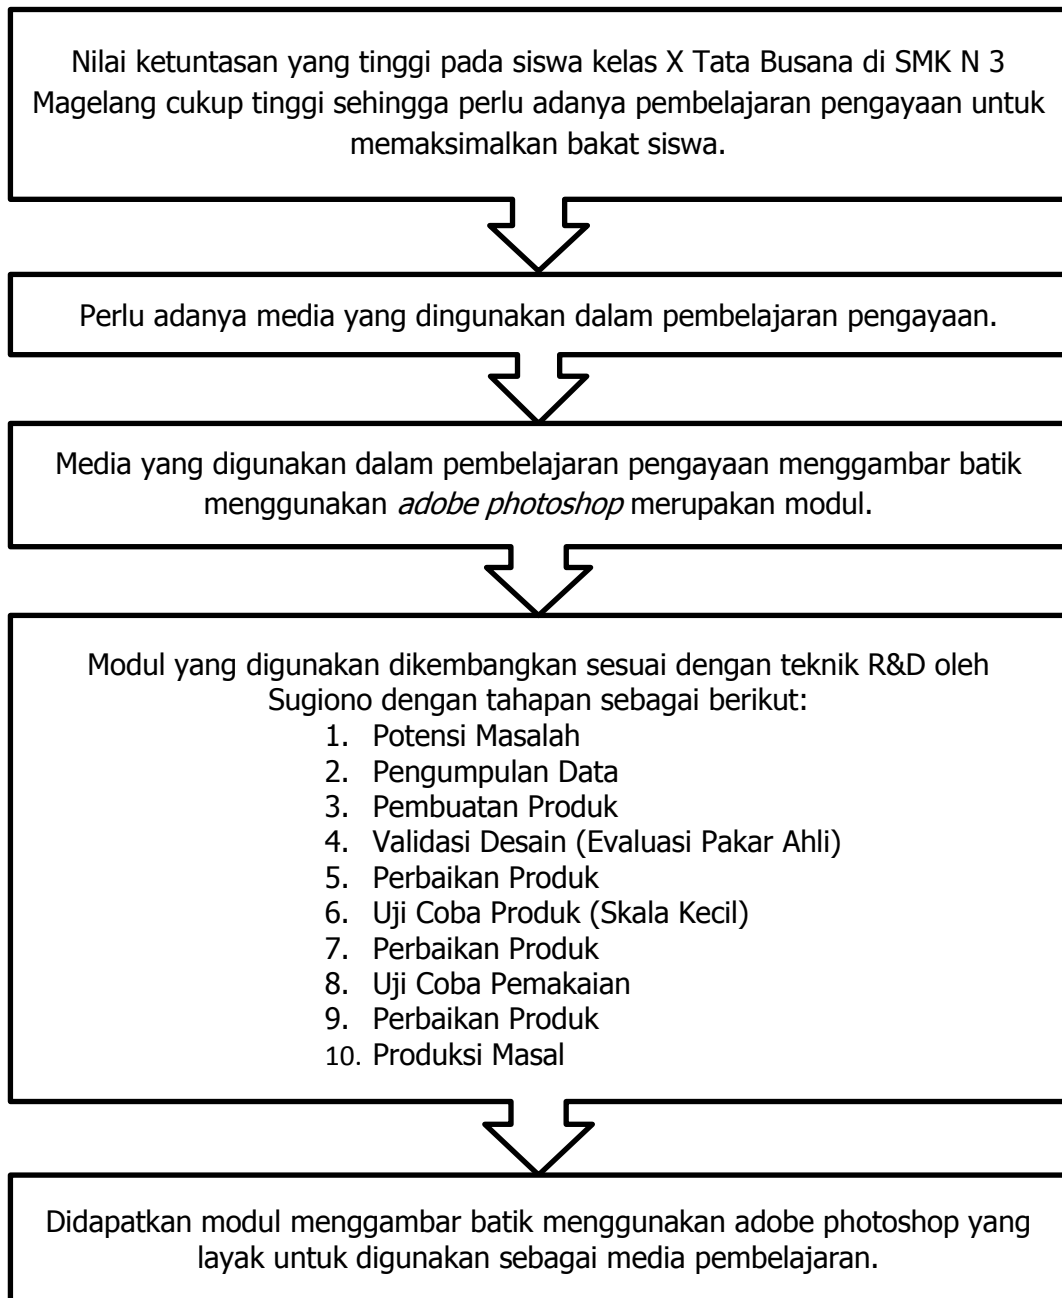 Nilai ketuntasan yang tinggi pada siswa kelas X Tata Busana di SMK N 3
Magelang cukup tinggi sehingga perlu adanya pembelajaran pengayaan untuk
memaksimalkan bakat siswa.
Perlu adanya media yang dingunakan dalam pembelajaran pengayaan.
Media yang digunakan dalam pembelajaran pengayaan menggambar batik
menggunakan adobe photoshop merupakan modul.
Modul yang digunakan dikembangkan sesuai dengan teknik R&D oleh
Sugiono dengan tahapan sebagai berikut:
1. Potensi Masalah
2. Pengumpulan Data
3. Pembuatan Produk
4. Validasi Desain (Evaluasi Pakar Ahli)
5. Perbaikan Produk
6. Uji Coba Produk (Skala Kecil)
7. Perbaikan Produk
8. Uji Coba Pemakaian
9. Perbaikan Produk
10. Produksi Masal
Didapatkan modul menggambar batik menggunakan adobe photoshop yang
layak untuk digunakan sebagai media pembelajaran.